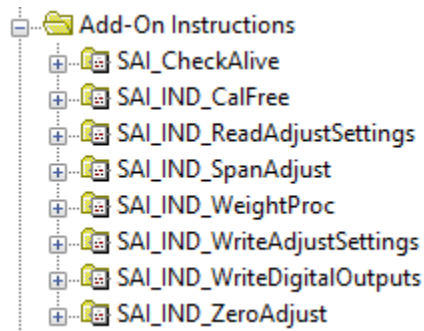 Add-On Instructions
SAI_CheckAlive
SAI_IND_CalFree
SAI_IND_ReadAdjustSettings
SAI_IND_SpanAdjust
SAI_IND_WeightProc
SAI_IND_WriteAdjustSettings
SAI_IND_WriteDigitalOutputs
SAI_IND_ZeroAdjust